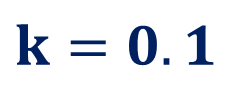 k = 0.1